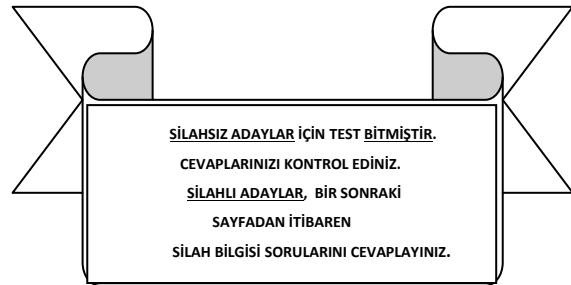 SİLAHSIZ ADAYLAR İÇİN TEST BİTMİŞTİR.
CEVAPLARINIZI KONTROL EDİNİZ.
SİLAHLI ADAYLAR, BİR SONRAKİ
SAYFADAN İTİBAREN
SİLAH BİLGİSİ SORULARINI CEVAPLAYINIZ.